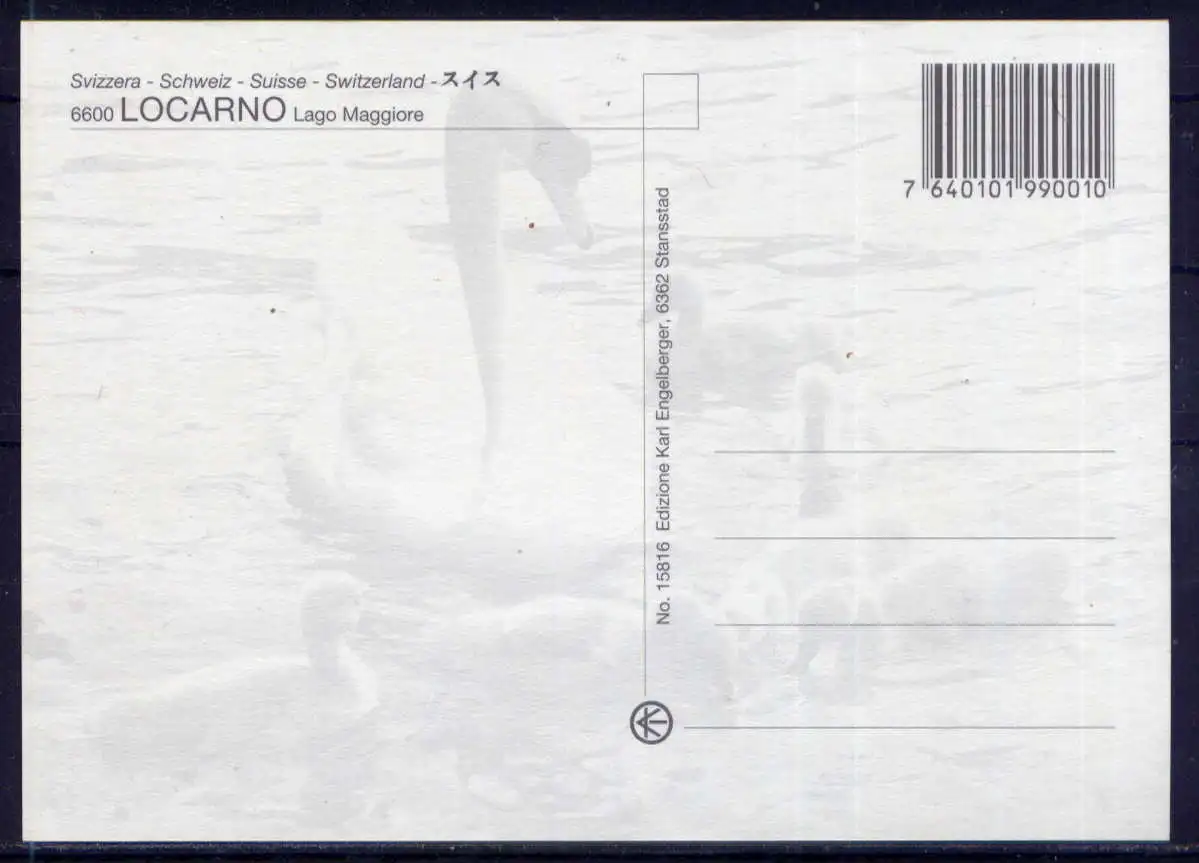 Svizzera - Schweiz - Suisse - Switzerland - スイス
6600 LOCARNO Lago Maggiore
7 640101 990010
No. 15816 Edizione Karl Engelberger, 6362 Stansstad